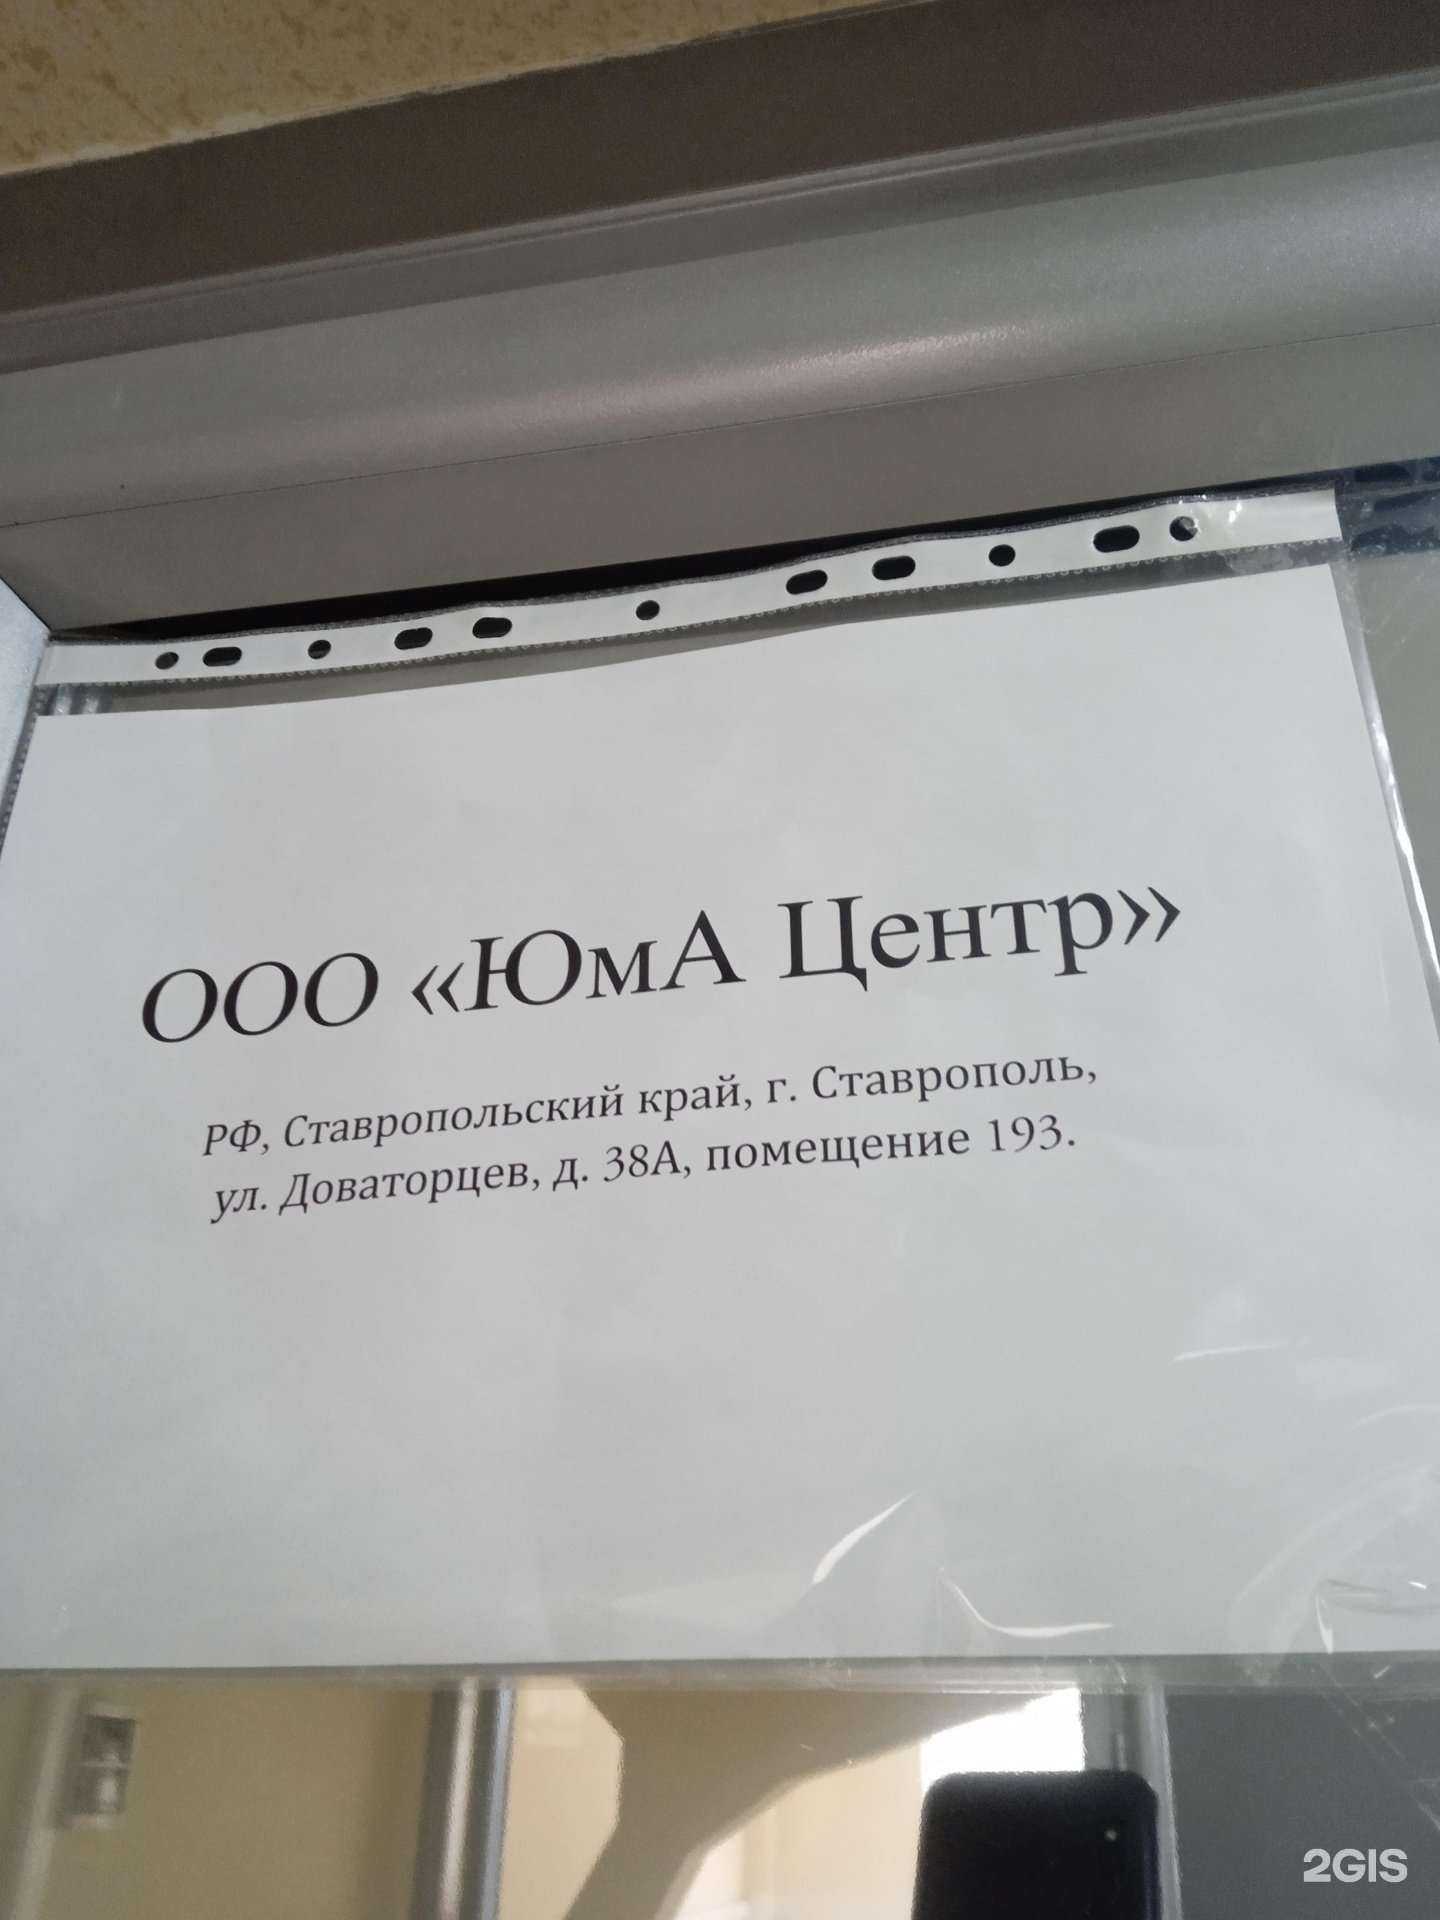 ООО «ЮмА Центр»
РФ, Ставропольский край, г. Ставрополь,
ул. Доваторцев, д. 38А, помещение 193.
2GIS